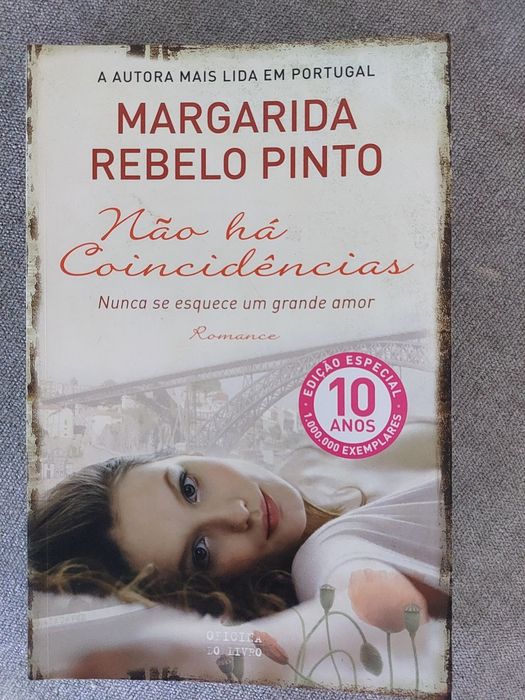 A AUTORA MAIS LIDA EM PORTUGAL
MARGARIDA
REBELO PINTO
Não há
Coincidências
Nunca se esquece um grande amor
Romance
EDIÇÃO ESPECIAL
10
ANOS
1.000.000 EXEMPLARES
OFICINA
DO LIVRO